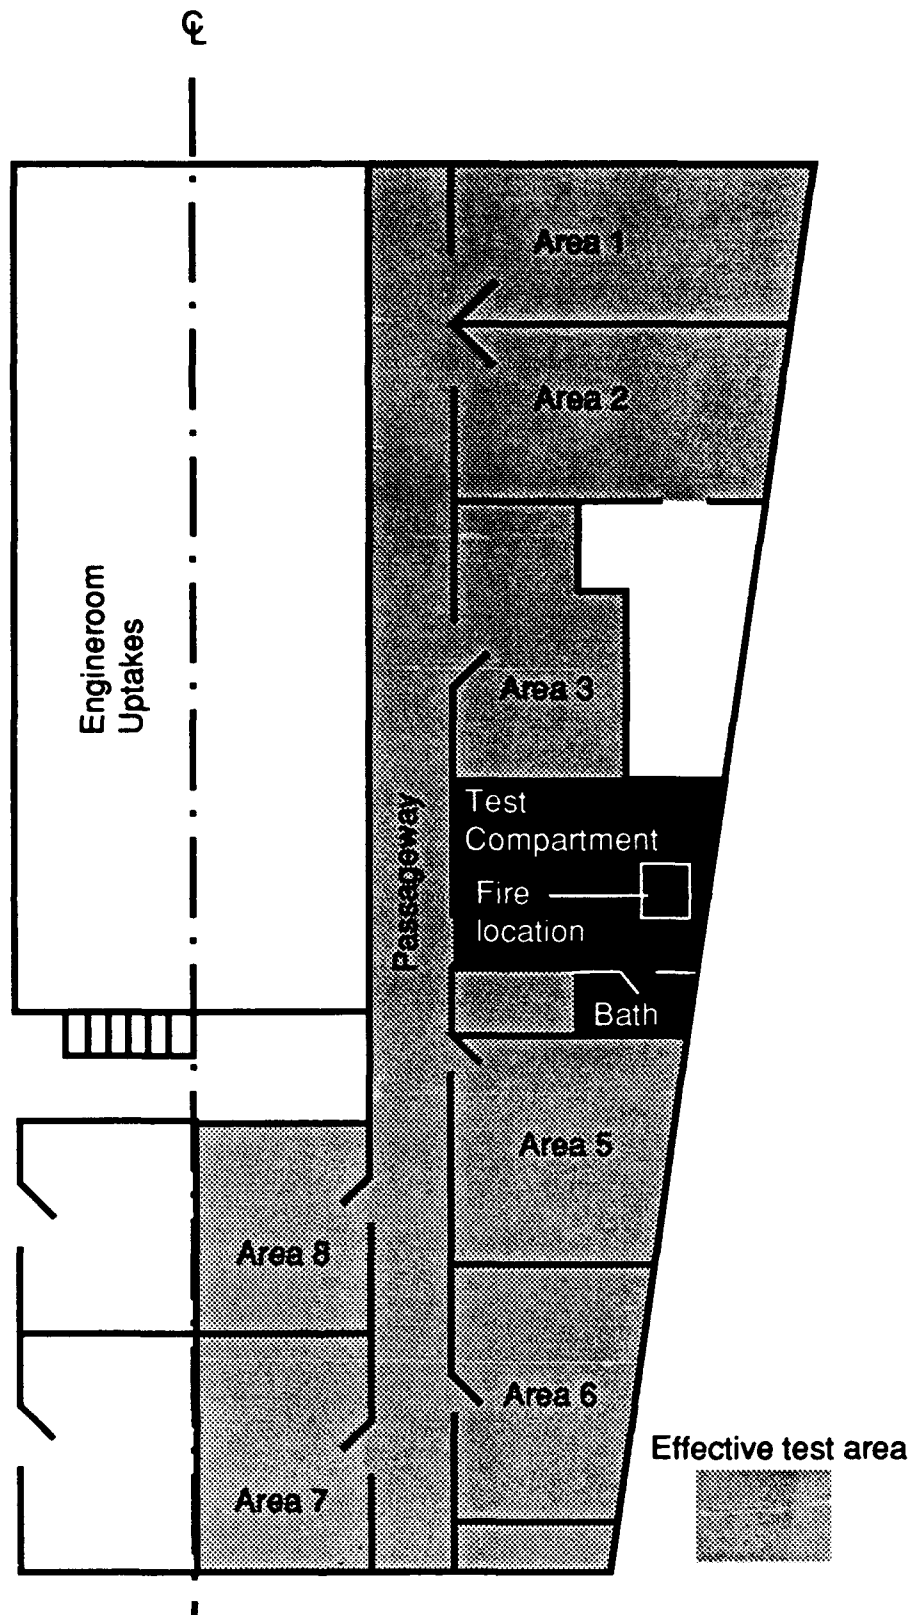 ℄
Area 1
Area 2
Engineroom
Uptakes
Area 3
Passageway
Test
Compartment
Fire
location
Bath
Area 5
Area 8
Area 6
Effective test area
Area 7